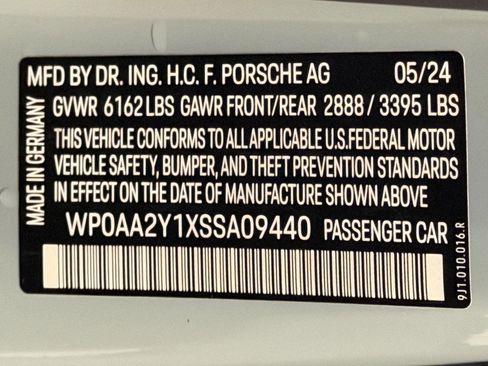 MFD BY DR. ING. H.C. F. PORSCHE AG 05/24
GVWR 6162 LBS GAWR FRONT/REAR 2888 / 3395 LBS
THIS VEHICLE CONFORMS TO ALL APPLICABLE U.S.FEDERAL MOTOR
VEHICLE SAFETY, BUMPER, AND THEFT PREVENTION STANDARDS
IN EFFECT ON THE DATE OF MANUFACTURE SHOWN ABOVE
WP0AA2Y1XSSA09440 PASSENGER CAR
MADE IN GERMANY
9J1.010.016.R